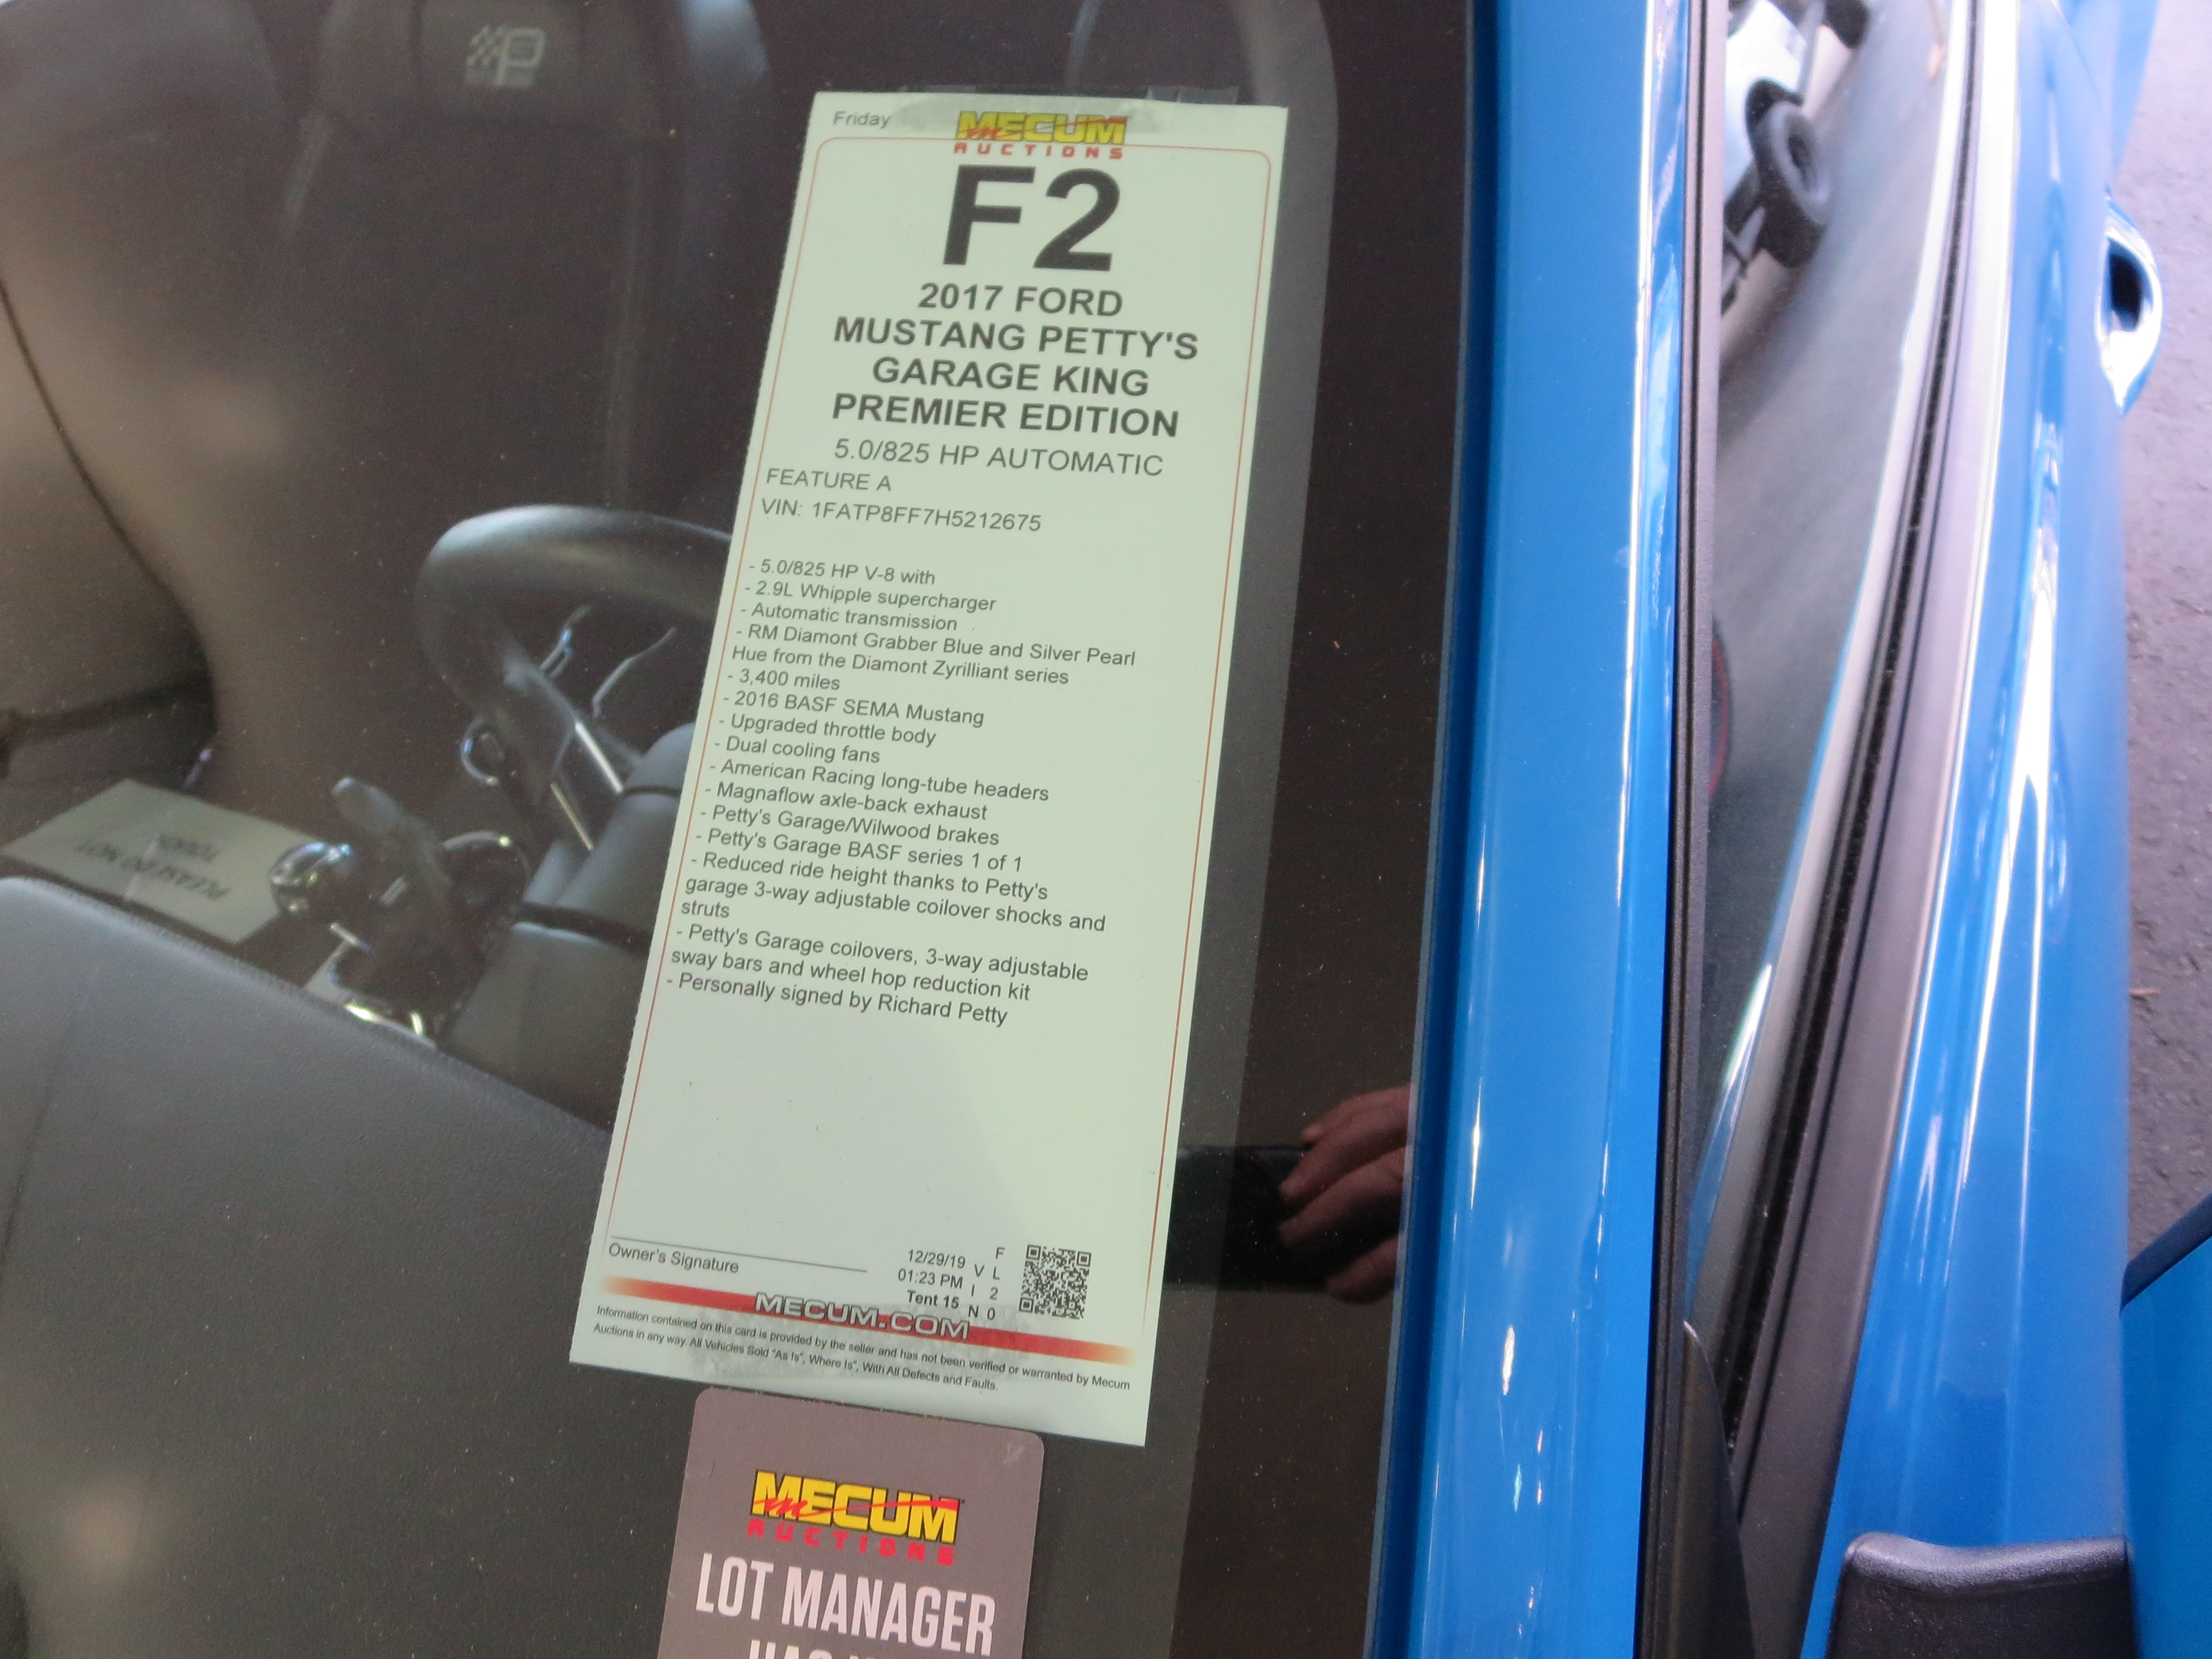 Friday
MECUM
AUCTIONS
F2
2017 FORD
MUSTANG PETTY'S
GARAGE KING
PREMIER EDITION
5.0/825 HP AUTOMATIC
FEATURE A
VIN: 1FATP8FF7H5212675
- 5.0/825 HP V-8 with
- 2.9L Whipple supercharger
- Automatic transmission
- RM Diamont Grabber Blue and Silver Pearl
Hue from the Diamont Zyrilliant series
- 3,400 miles
- 2016 BASF SEMA Mustang
- Upgraded throttle body
- Dual cooling fans
- American Racing long-tube headers
- Magnaflow axle-back exhaust
- Petty's Garage/Wilwood brakes
- Petty's Garage BASF series 1 of 1
- Reduced ride height thanks to Petty's
garage 3-way adjustable coilover shocks and
struts
- Petty's Garage coilovers, 3-way adjustable
sway bars and wheel hop reduction kit
- Personally signed by Richard Petty
Owner's Signature
12/29/19
01:23 PM
Tent 15
VIN
FL20
MECUM.COM
Information contained on this card is provided by the seller and has not been verified or warranted by Mecum
Auctions in any way. All Vehicles Sold "As Is", Where Is", With All Defects and Faults.
MECUM
AUCTIONS
LOT MANAGER
PLEASE DO NOT
TOUCH
P